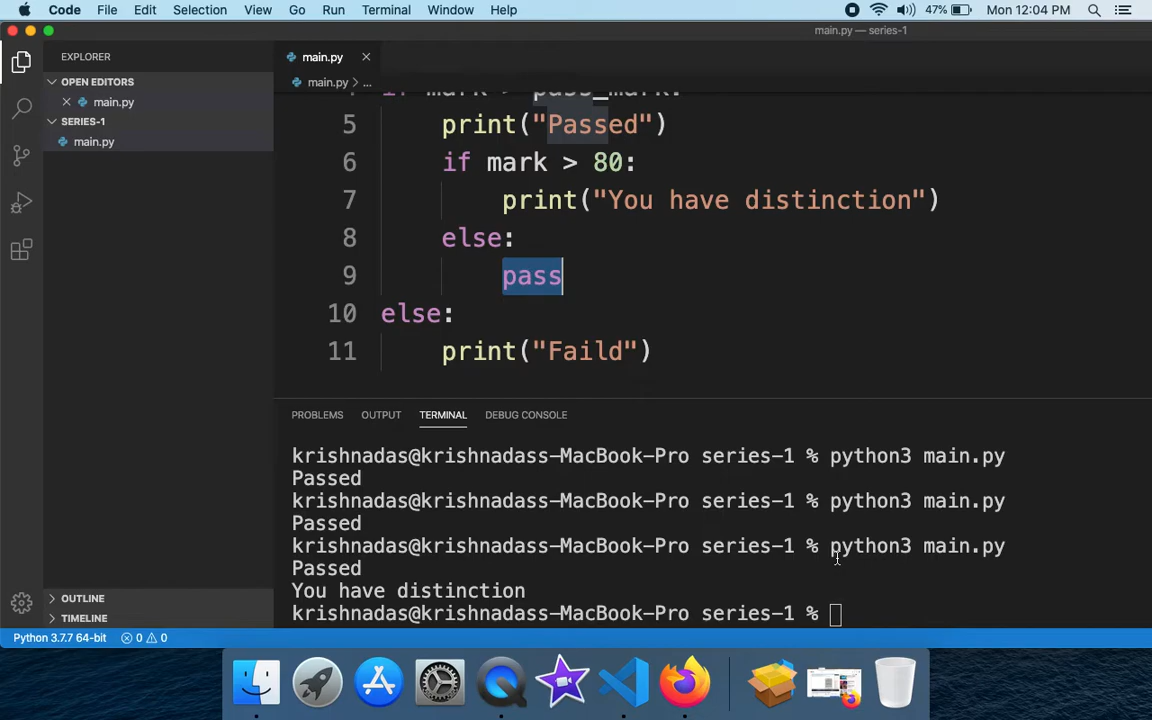 Code File Edit Selection View Go Run Terminal Window Help 47% Mon 12:04 PM
main.py — series-1
EXPLORER
main.py
OPEN EDITORS
main.py > ...
main.py
SERIES-1
main.py
if mark > pass_mark:
5 print("Passed")
6 if mark > 80:
7 print("You have distinction")
8 else:
9 pass
10 else:
11 print("Faild")
PROBLEMS OUTPUT TERMINAL DEBUG CONSOLE
krishnadas@krishnadass-MacBook-Pro series-1 % python3 main.py
Passed
krishnadas@krishnadass-MacBook-Pro series-1 % python3 main.py
Passed
krishnadas@krishnadass-MacBook-Pro series-1 % python3 main.py
Passed
You have distinction
krishnadas@krishnadass-MacBook-Pro series-1 %
OUTLINE
TIMELINE
Python 3.7.7 64-bit 0 0